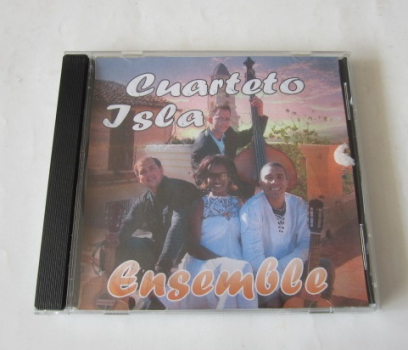 Cuarteto
Isla
Ensemble